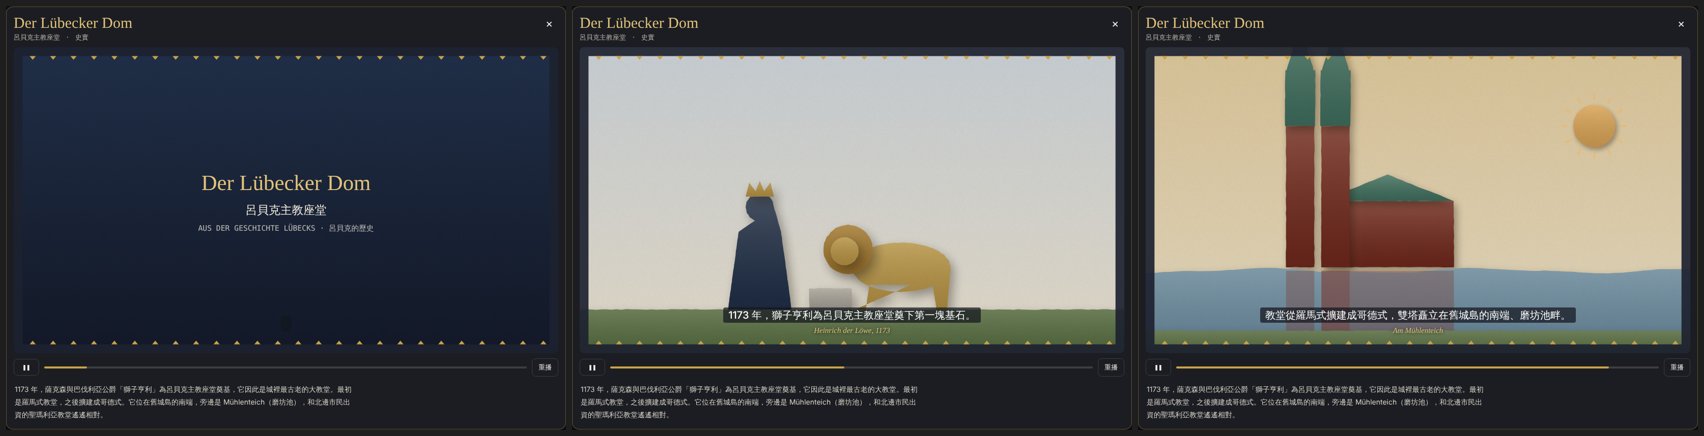 Der Lübecker Dom
×
呂貝克主教座堂 · 史實
Der Lübecker Dom
呂貝克主教座堂
AUS DER GESCHICHTE LÜBECKS · 呂貝克的歷史
重播
1173 年，薩克森與巴伐利亞公爵「獅子亨利」為呂貝克主教座堂奠基，它因此是城裡最古老的大教堂。最初
是羅馬式教堂，之後擴建成哥德式。它位在舊城島的南端，旁邊是 Mühlenteich（磨坊池），和北邊市民出
資的聖瑪利亞教堂遙遙相對。
Der Lübecker Dom
×
呂貝克主教座堂 · 史實
1173 年，獅子亨利為呂貝克主教座堂奠下第一塊基石。
Heinrich der Löwe, 1173
重播
1173 年，薩克森與巴伐利亞公爵「獅子亨利」為呂貝克主教座堂奠基，它因此是城裡最古老的大教堂。最初
是羅馬式教堂，之後擴建成哥德式。它位在舊城島的南端，旁邊是 Mühlenteich（磨坊池），和北邊市民出
資的聖瑪利亞教堂遙遙相對。
Der Lübecker Dom
×
呂貝克主教座堂 · 史實
教堂從羅馬式擴建成哥德式，雙塔矗立在舊城島的南端、磨坊池畔。
Am Mühlenteich
重播
1173 年，薩克森與巴伐利亞公爵「獅子亨利」為呂貝克主教座堂奠基，它因此是城裡最古老的大教堂。最初
是羅馬式教堂，之後擴建成哥德式。它位在舊城島的南端，旁邊是 Mühlenteich（磨坊池），和北邊市民出
資的聖瑪利亞教堂遙遙相對。